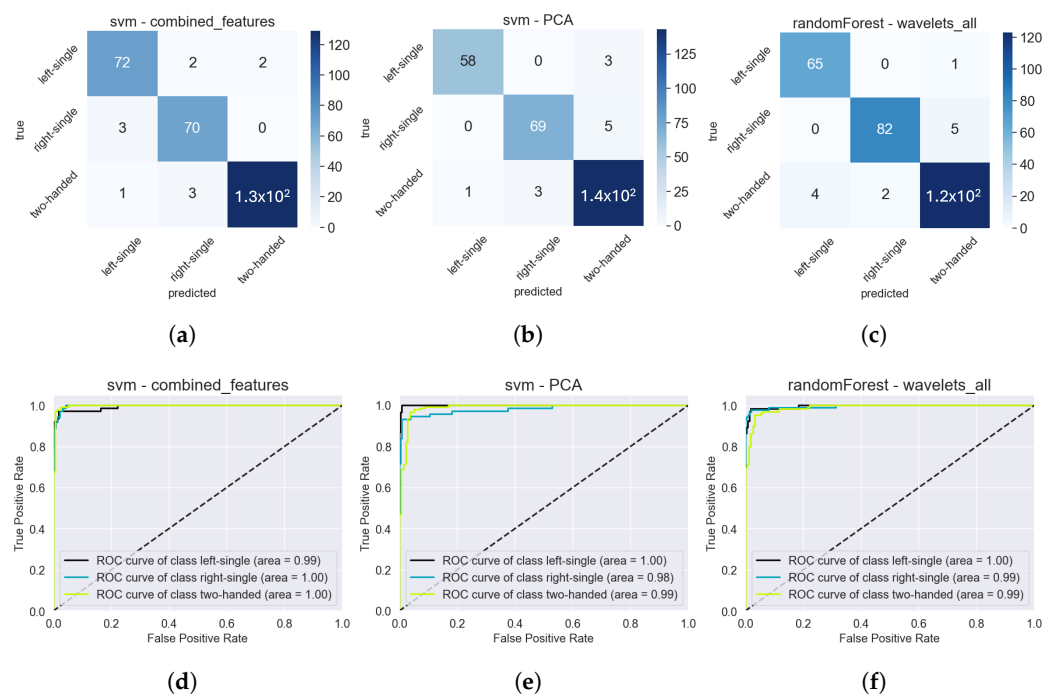 svm - combined_features
left-single
right-single
two-handed
true
72 2 2
3 70 0
1 3 1.3x10²
120
100
80
60
40
20
0
left-single
right-single
two-handed
predicted
(a)
svm - PCA
left-single
right-single
two-handed
true
58 0 3
0 69 5
1 3 1.4x10²
125
100
75
50
25
0
left-single
right-single
two-handed
predicted
(b)
randomForest - wavelets_all
left-single
right-single
two-handed
true
65 0 1
0 82 5
4 2 1.2x10²
120
100
80
60
40
20
0
left-single
right-single
two-handed
predicted
(c)
svm - combined_features
True Positive Rate
1.0
0.8
0.6
0.4
0.2
0.0
ROC curve of class left-single (area = 0.99)
ROC curve of class right-single (area = 1.00)
ROC curve of class two-handed (area = 1.00)
0.0 0.2 0.4 0.6 0.8 1.0
False Positive Rate
(d)
svm - PCA
True Positive Rate
1.0
0.8
0.6
0.4
0.2
0.0
ROC curve of class left-single (area = 1.00)
ROC curve of class right-single (area = 0.98)
ROC curve of class two-handed (area = 0.99)
0.0 0.2 0.4 0.6 0.8 1.0
False Positive Rate
(e)
randomForest - wavelets_all
True Positive Rate
1.0
0.8
0.6
0.4
0.2
0.0
ROC curve of class left-single (area = 1.00)
ROC curve of class right-single (area = 0.99)
ROC curve of class two-handed (area = 0.99)
0.0 0.2 0.4 0.6 0.8 1.0
False Positive Rate
(f)